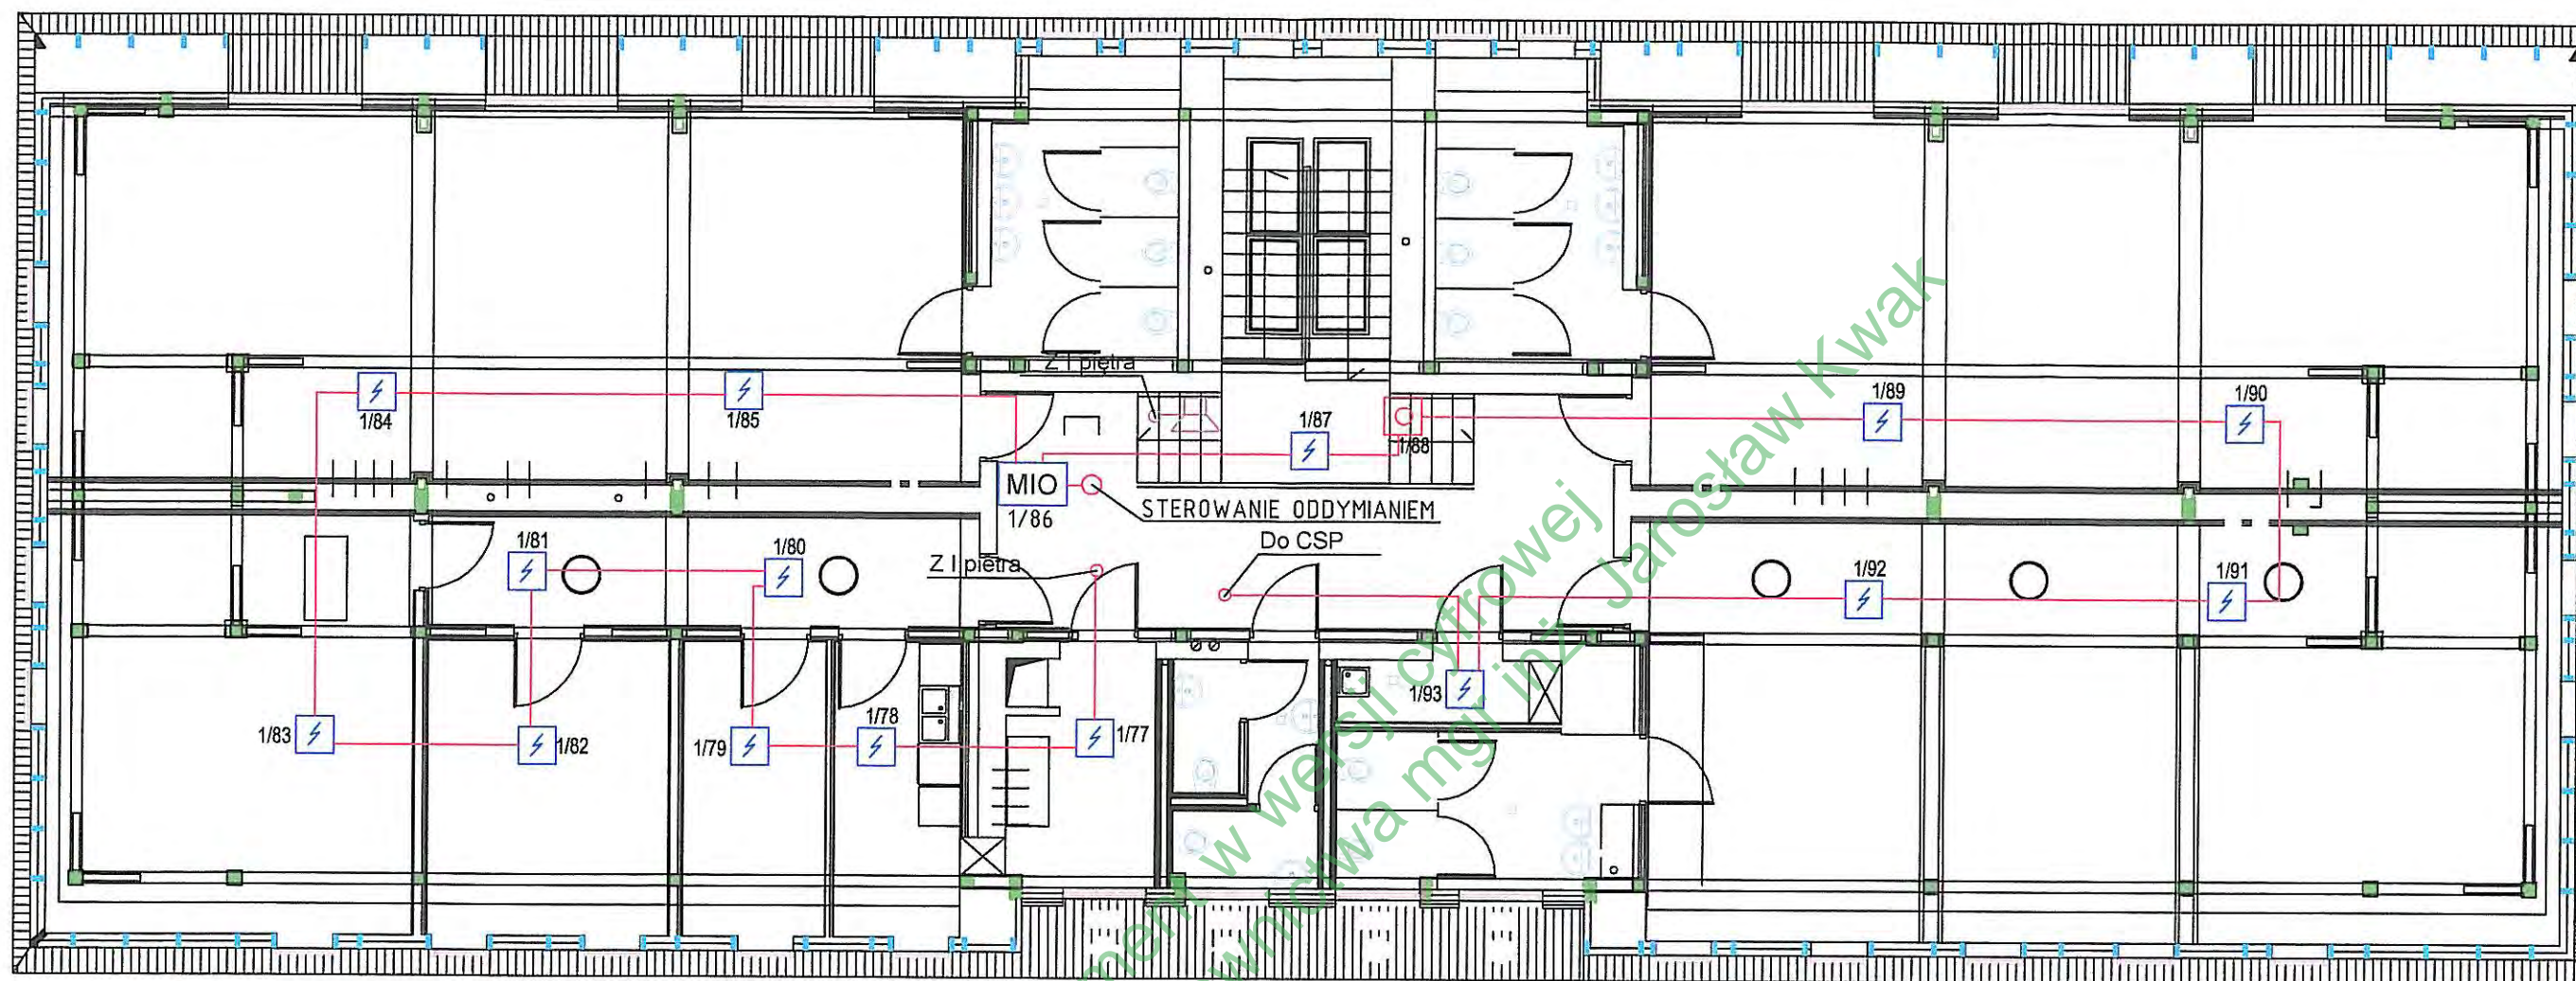 Z I piętra
1/84
1/85
1/87
1/88
1/89
1/90
MIO
1/86
STEROWANIE ODDYMIANIEM
Do CSP
Z I piętra
1/81
1/80
1/92
1/91
1/83
1/82
1/79
1/78
1/77
1/93
w wersji cyfrowej
mgr inż. Jarosław Kwak